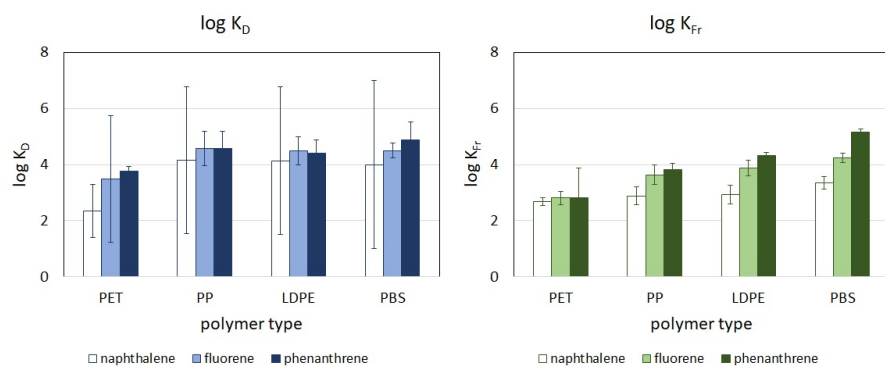 log K_D
8
6
4
2
0
log K_D
PET PP LDPE PBS
polymer type
naphthalene fluorene phenanthrene
log K_Fr
8
6
4
2
0
log K_Fr
PET PP LDPE PBS
polymer type
naphthalene fluorene phenanthrene